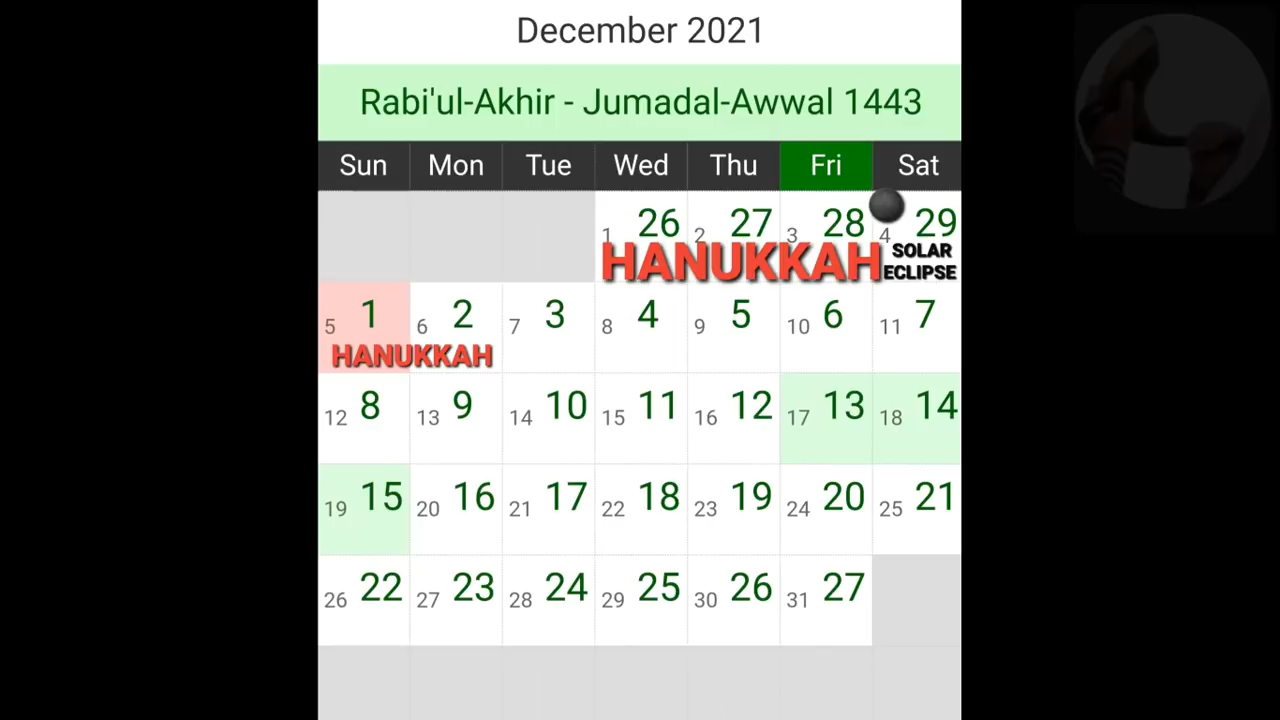 December 2021
Rabi'ul-Akhir - Jumadal-Awwal 1443
Sun Mon Tue Wed Thu Fri Sat
1 26 2 27 3 28 4 29
HANUKKAH SOLAR ECLIPSE
5 1 6 2 7 3 8 4 9 5 10 6 11 7
HANUKKAH
12 8 13 9 14 10 15 11 16 12 17 13 18 14
19 15 20 16 21 17 22 18 23 19 24 20 25 21
26 22 27 23 28 24 29 25 30 26 31 27